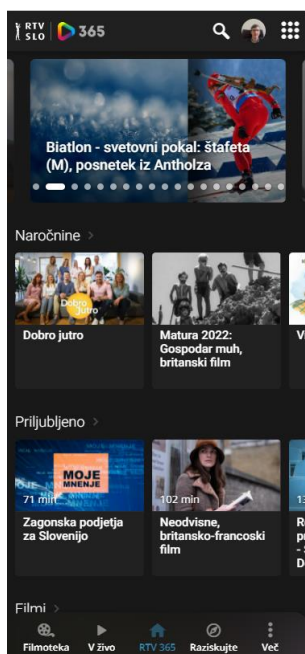 RTV
SLO
365
Biatlon - svetovni pokal: štafeta
(M), posnetek iz Antholza
Naročnine >
Dobro
Jutro
Dobro jutro
Matura 2022:
Gospodar muh,
britanski film
Priljubljeno >
MOJE
MNENJE
71 min
Zagonska podjetja
za Slovenijo
102 min
Neodvisne,
britansko-francoski
film
Filmi >
Filmoteka
V živo
RTV 365
Raziskujte
Več